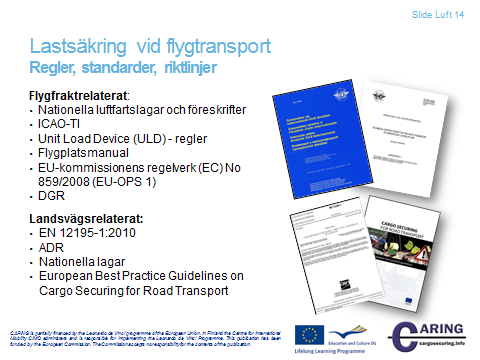 Slide Luft 14
Lastsäkring vid flygtransport
Regler, standarder, riktlinjer
Flygfraktrelaterat:
• Nationella luftfartslagar och föreskrifter
• ICAO-TI
• Unit Load Device (ULD) - regler
• Flygplatsmanual
• EU-kommissionens regelverk (EC) No
859/2008 (EU-OPS 1)
• DGR
Landsvägsrelaterat:
• EN 12195-1:2010
• ADR
• Nationella lagar
• European Best Practice Guidelines on
Cargo Securing for Road Transport
CARGO SECURING
FOR ROAD TRANSPORT
CARING is partially financed by the Leonardo da Vinci programme of the European Union. In Finland the Centre for International
Mobility CIMO administers and is responsible for implementing the Leonardo da Vinci Programme. This publication has been
funded by the European Commission. The Commission accepts no responsibility for the contents of the publication.
Education and Culture DG
Lifelong Learning Programme
CARING
cargosecuring.info